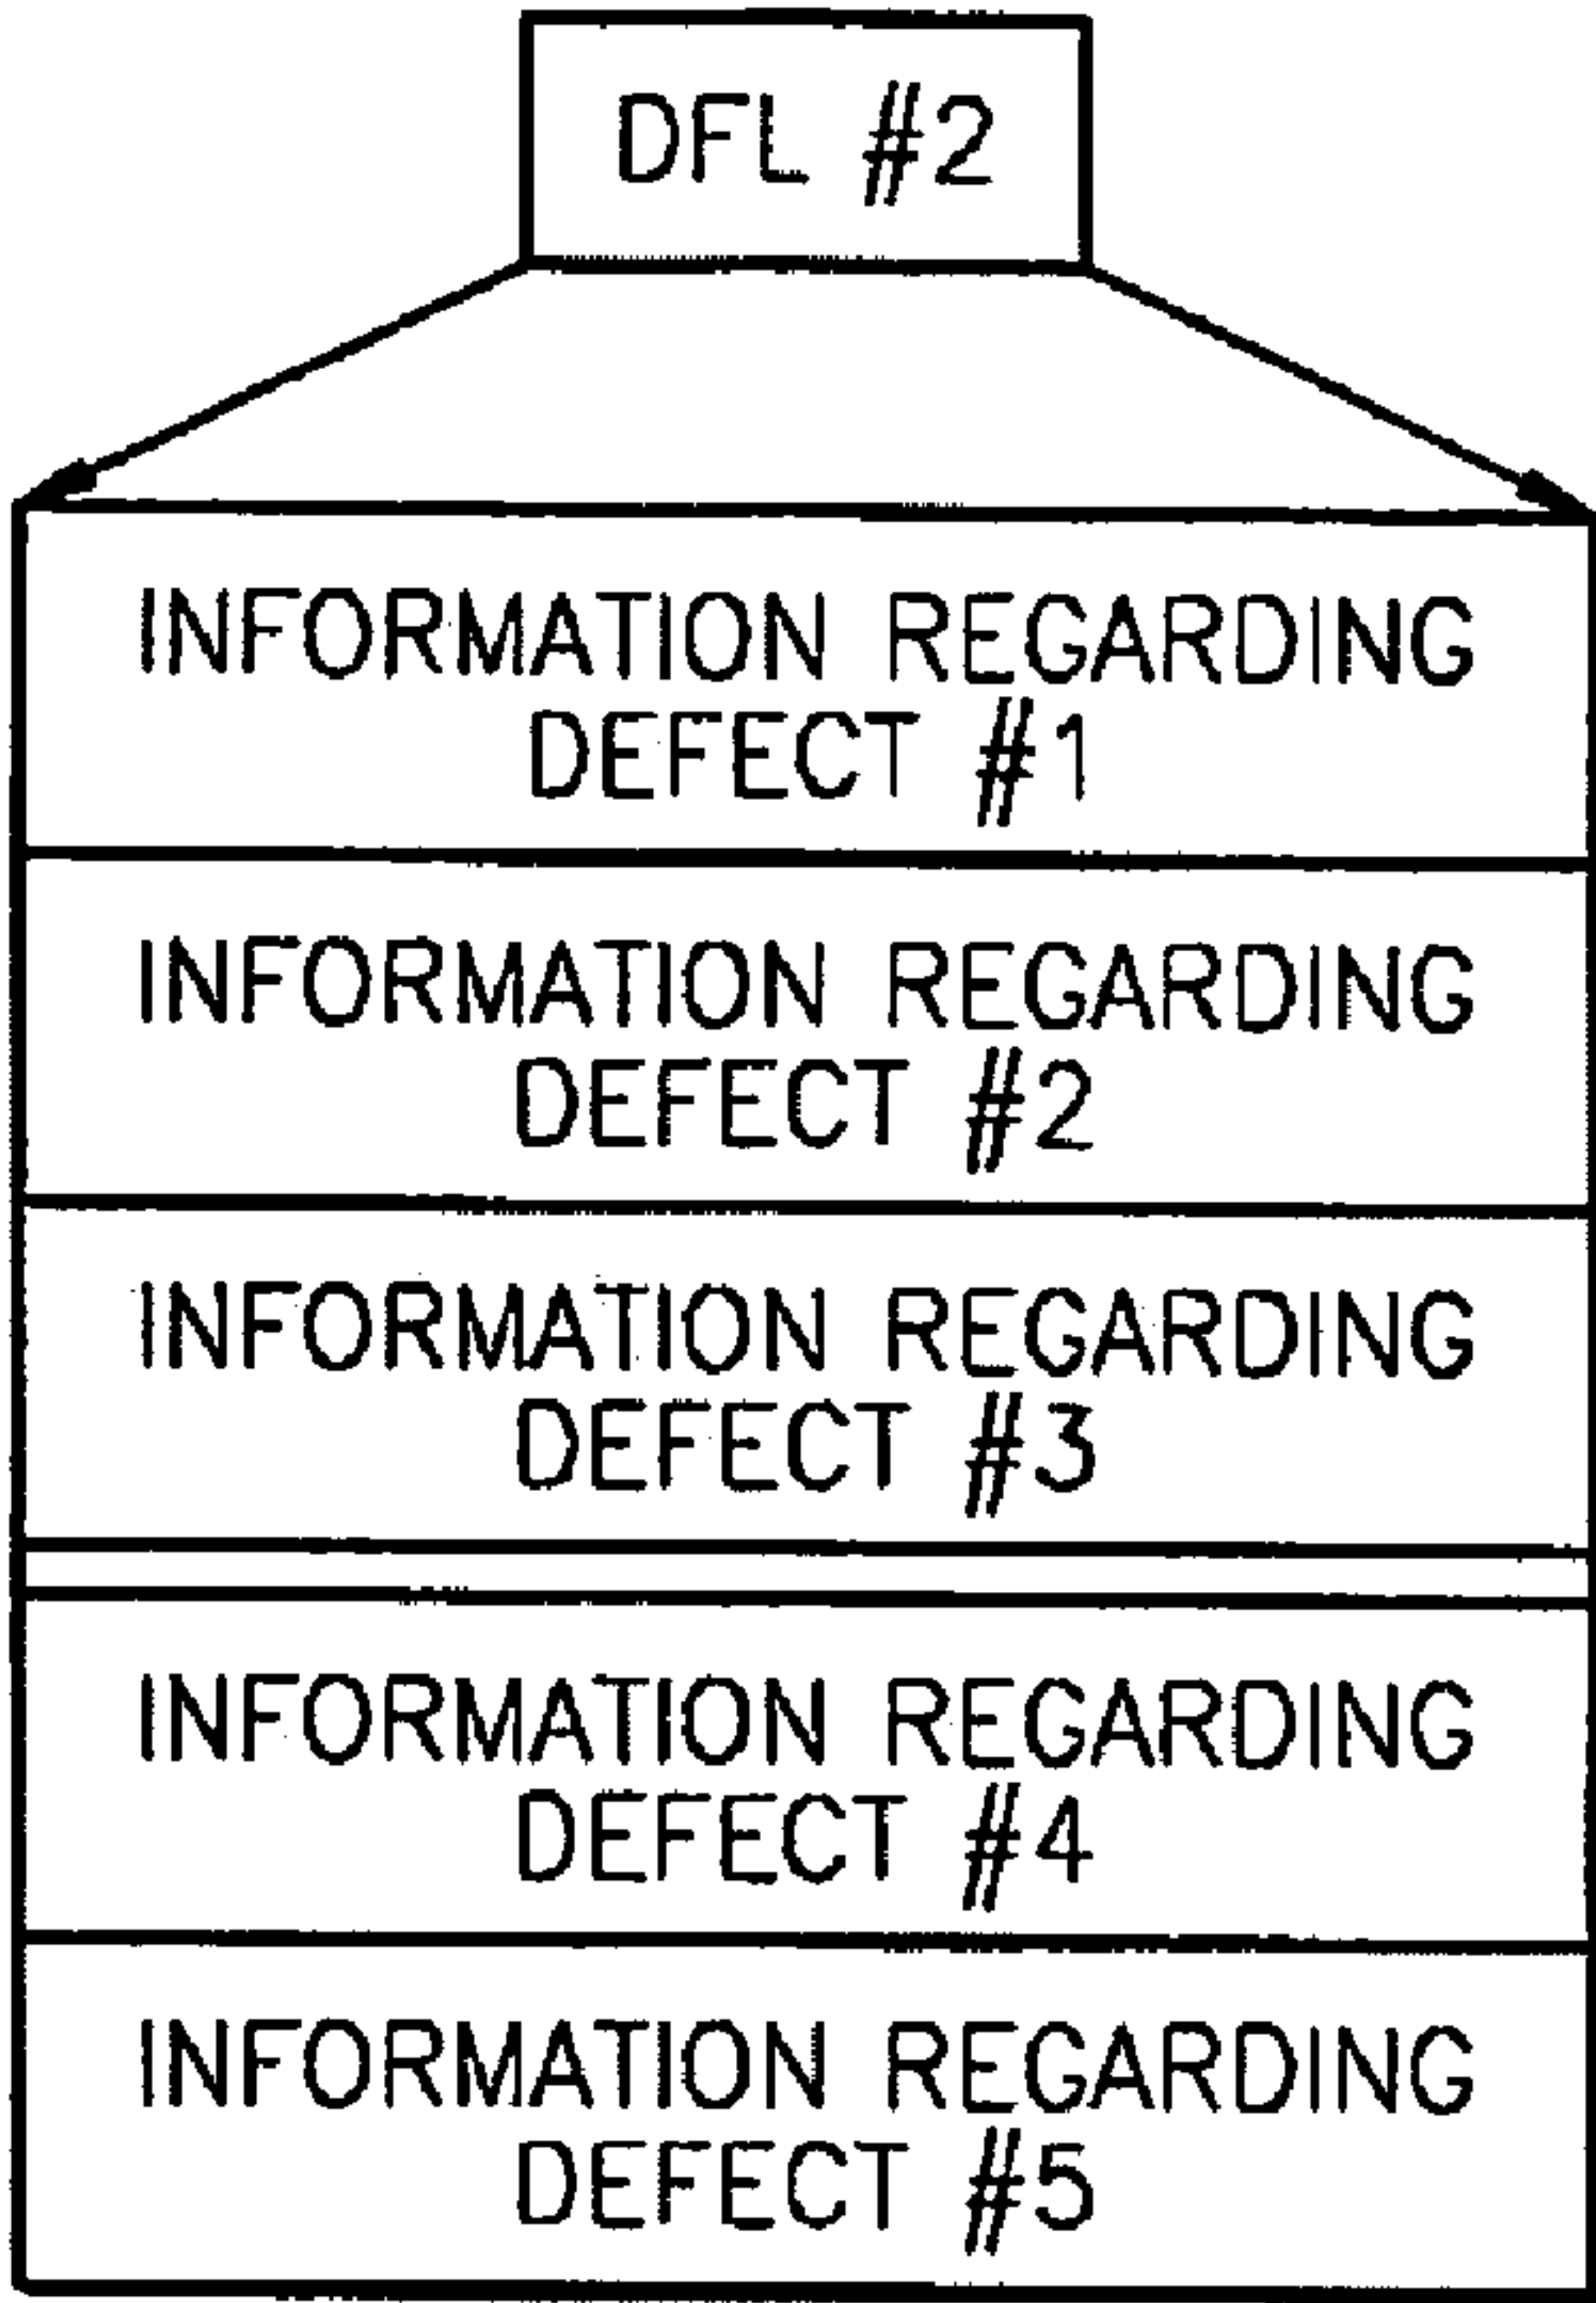 DFL #2
INFORMATION REGARDING
DEFECT #1
INFORMATION REGARDING
DEFECT #2
INFORMATION REGARDING
DEFECT #3
INFORMATION REGARDING
DEFECT #4
INFORMATION REGARDING
DEFECT #5